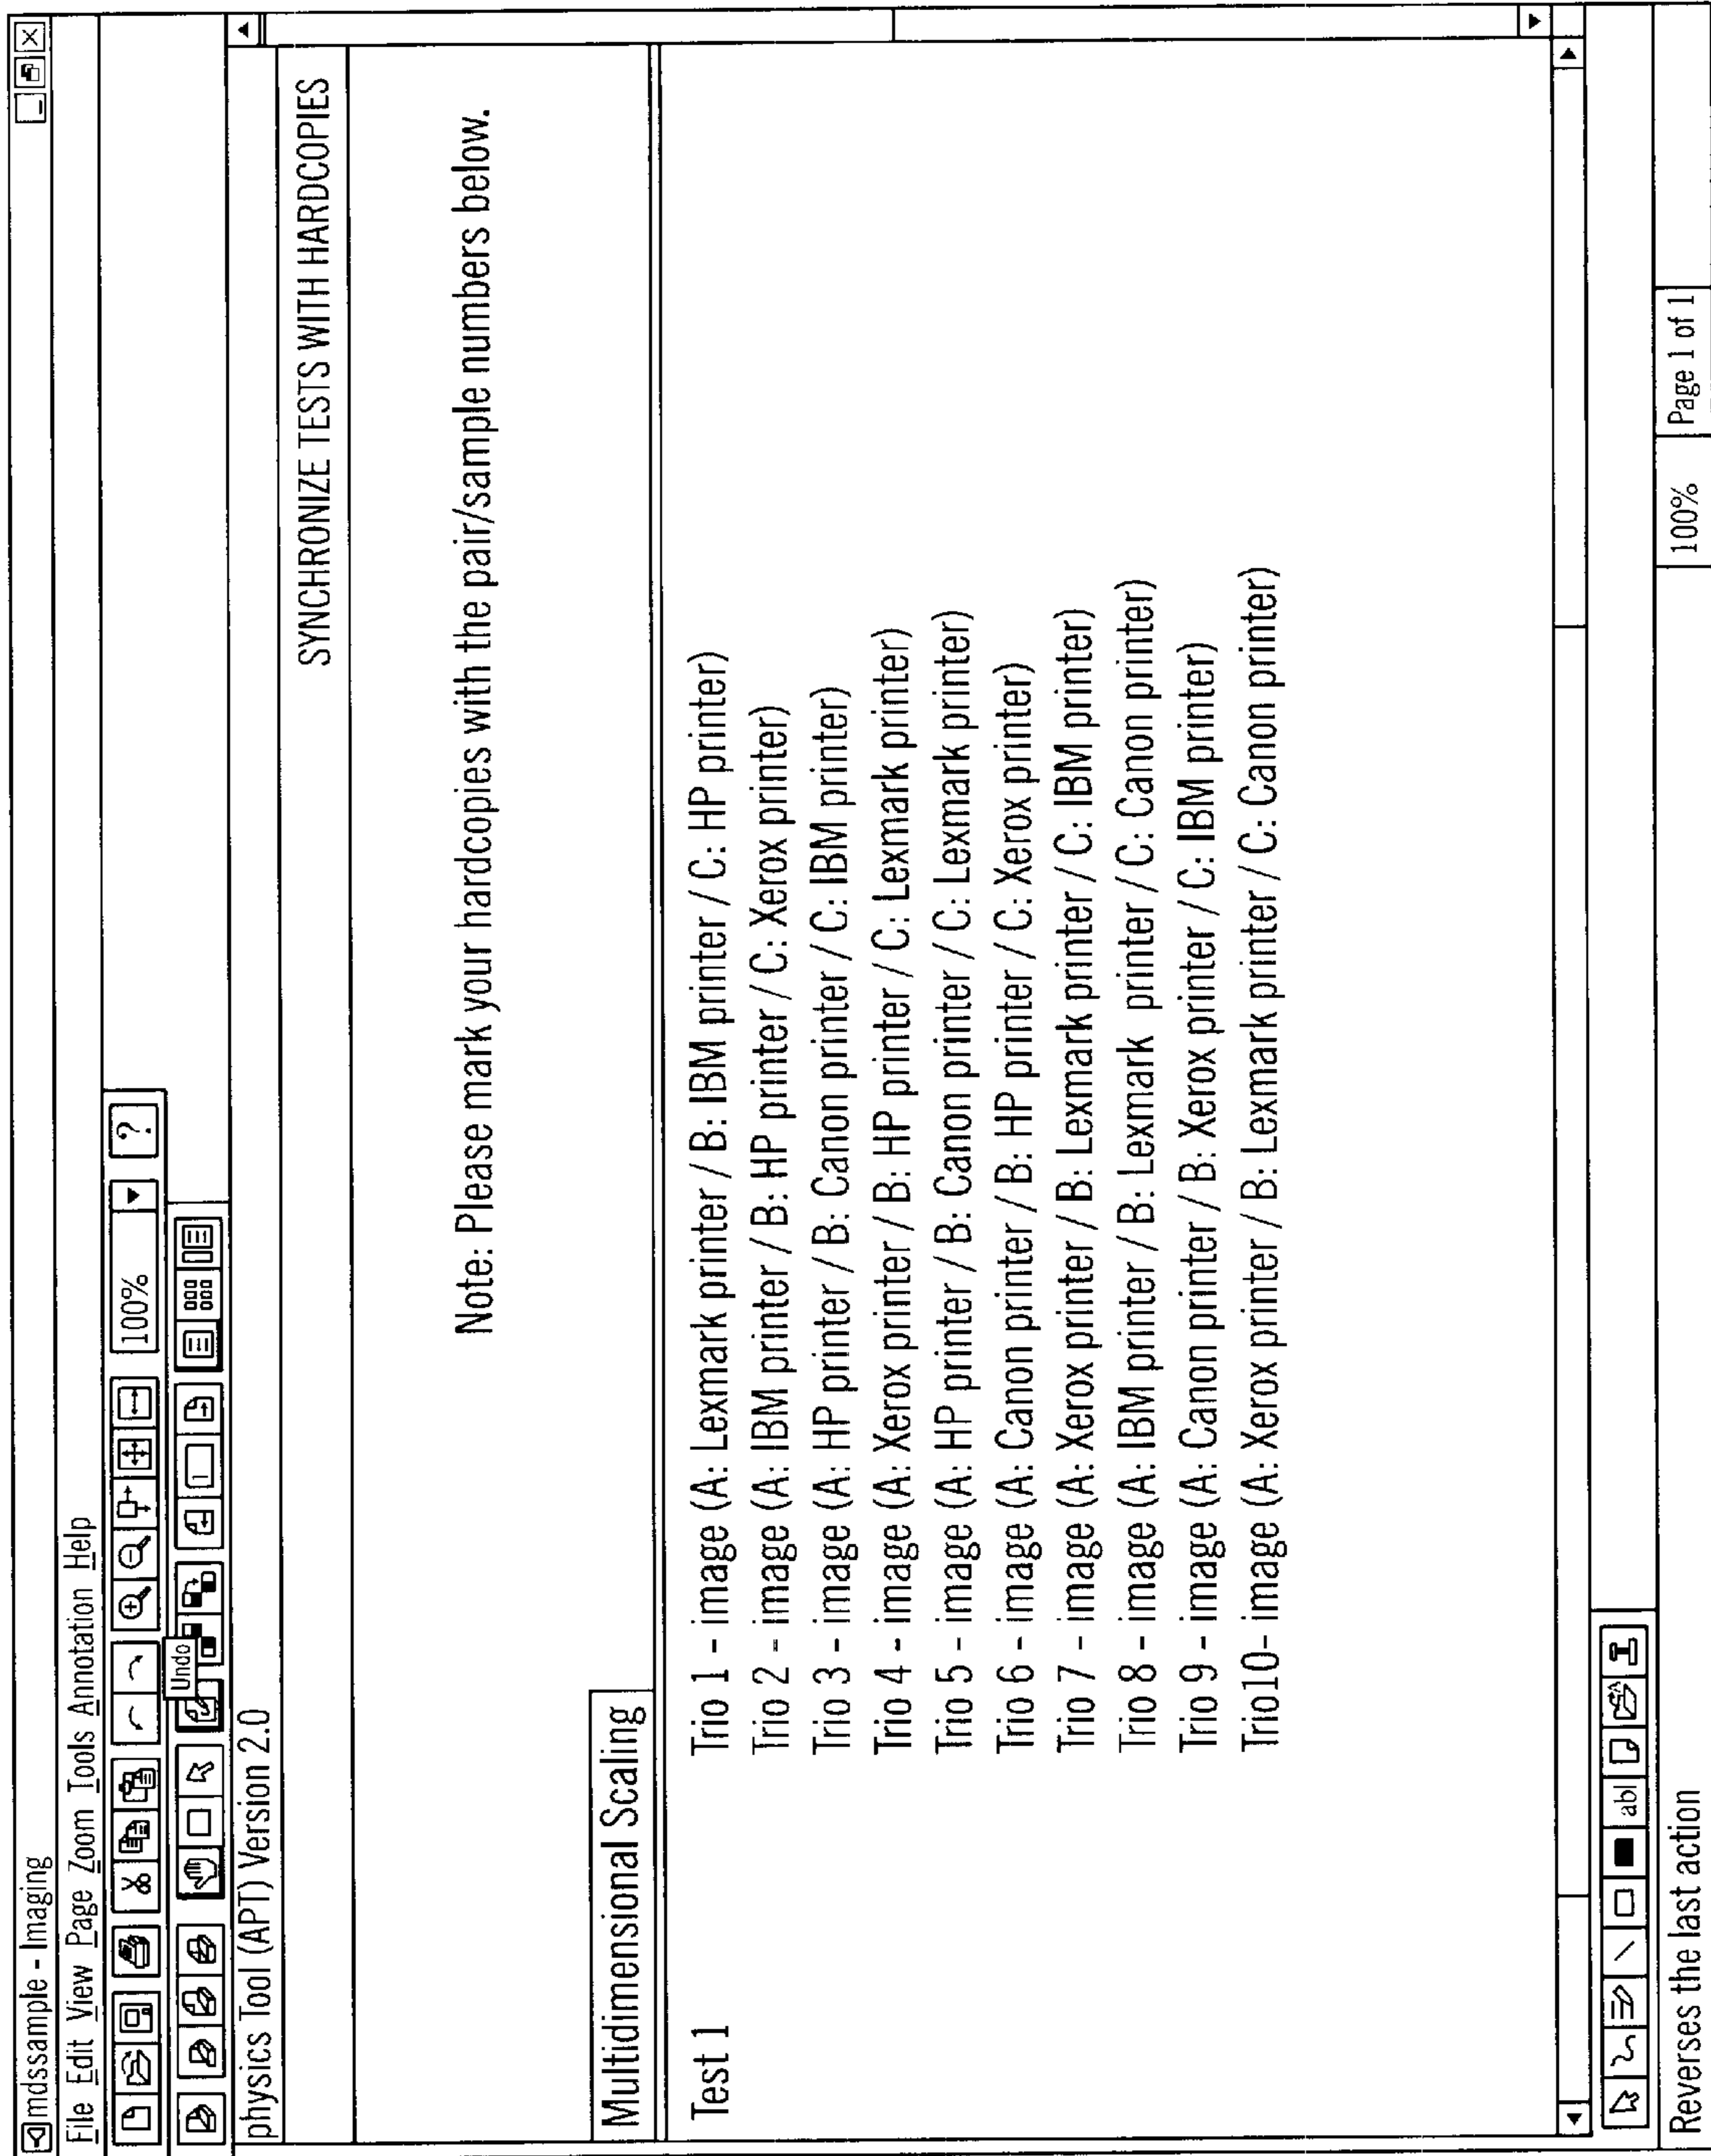 mdssample - Imaging
File Edit View Page Zoom Tools Annotation Help
100% ?
Undo
1
physics Tool (APT) Version 2.0
SYNCHRONIZE TESTS WITH HARDCOPIES
Note: Please mark your hardcopies with the pair/sample numbers below.
Multidimensional Scaling
Test 1
Trio 1 - image (A: Lexmark printer / B: IBM printer / C: HP printer)
Trio 2 - image (A: IBM printer / B: HP printer / C: Xerox printer)
Trio 3 - image (A: HP printer / B: Canon printer / C: IBM printer)
Trio 4 - image (A: Xerox printer / B: HP printer / C: Lexmark printer)
Trio 5 - image (A: HP printer / B: Canon printer / C: Lexmark printer)
Trio 6 - image (A: Canon printer / B: HP printer / C: Xerox printer)
Trio 7 - image (A: Xerox printer / B: Lexmark printer / C: IBM printer)
Trio 8 - image (A: IBM printer / B: Lexmark printer / C: Canon printer)
Trio 9 - image (A: Canon printer / B: Xerox printer / C: IBM printer)
Trio10- image (A: Xerox printer / B: Lexmark printer / C: Canon printer)
abl
Reverses the last action
100%
Page 1 of 1